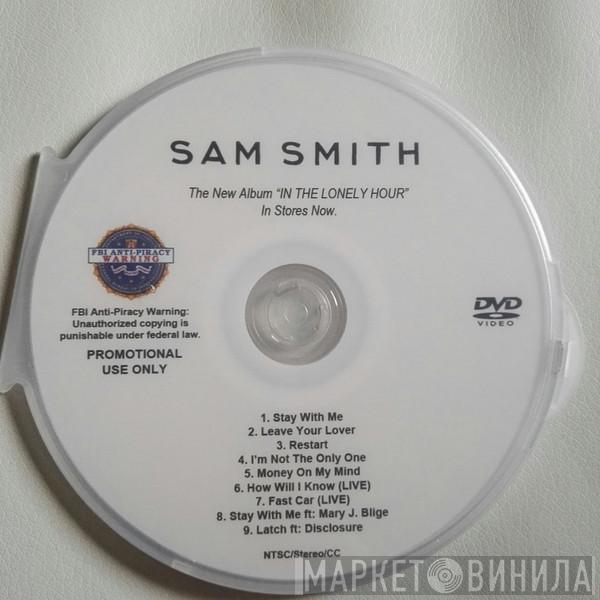 SAM SMITH
The New Album “IN THE LONELY HOUR”
In Stores Now.
FBI ANTI-PIRACY
WARNING
FBI Anti-Piracy Warning:
Unauthorized copying is
punishable under federal law.
PROMOTIONAL
USE ONLY
DVD
VIDEO
1. Stay With Me
2. Leave Your Lover
3. Restart
4. I'm Not The Only One
5. Money On My Mind
6. How Will I Know (LIVE)
7. Fast Car (LIVE)
8. Stay With Me ft: Mary J. Blige
9. Latch ft: Disclosure
NTSC/Stereo/CC
МАРКЕТ ВИНИЛА